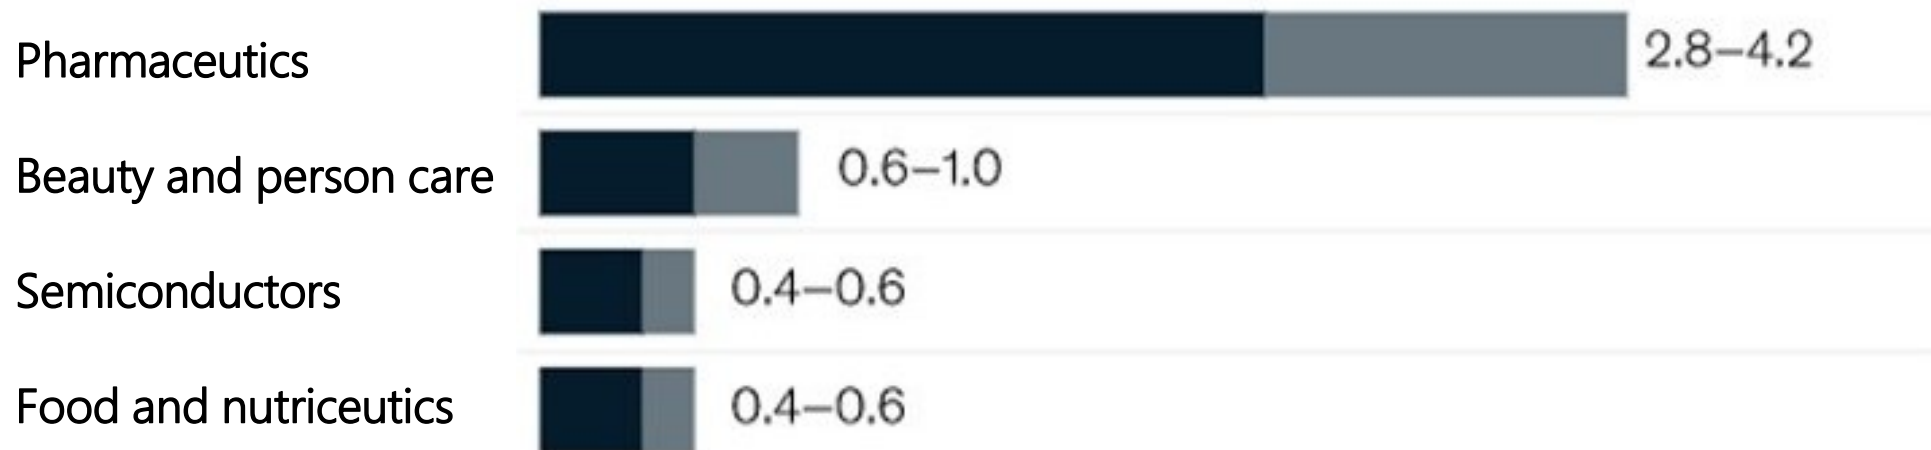 Pharmaceutics 2.8–4.2
Beauty and person care 0.6–1.0
Semiconductors 0.4–0.6
Food and nutriceutics 0.4–0.6